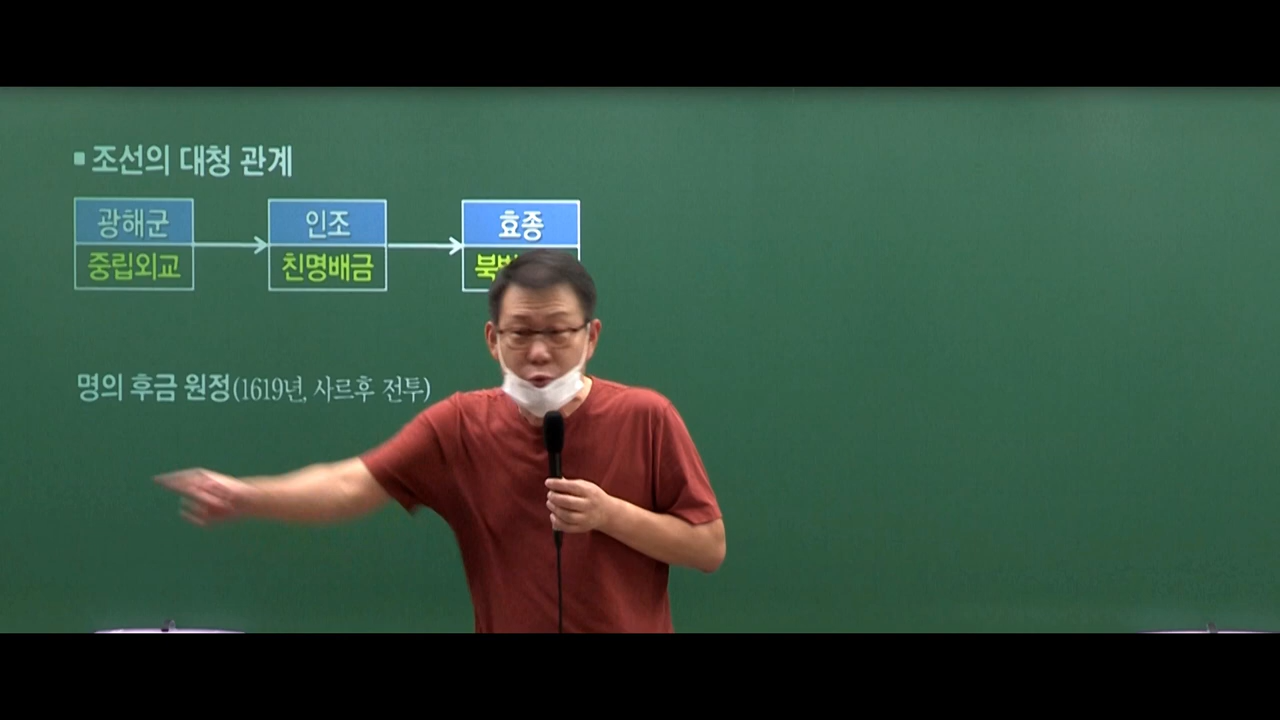 ▪ 조선의 대청 관계
광해군 인조 효종
중립외교 친명배금
명의 후금 원정(1619년, 사르후 전투)